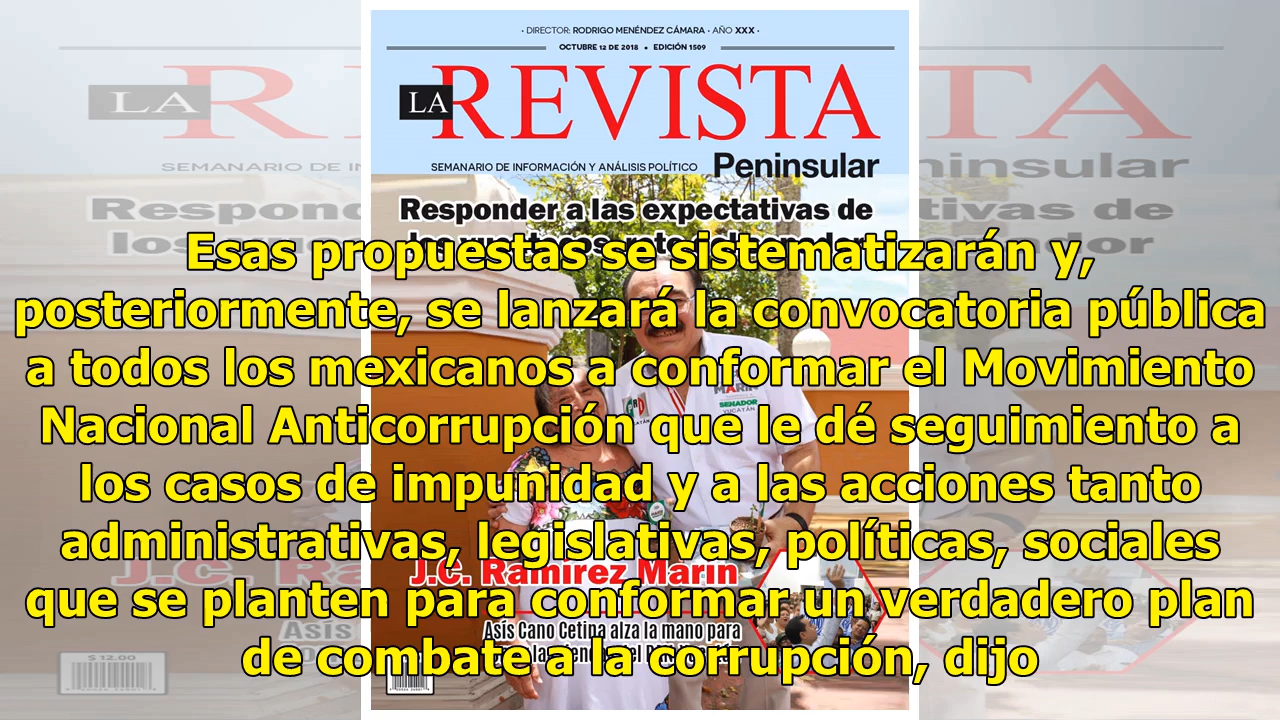 · DIRECTOR: RODRIGO MENÉNDEZ CÁMARA · AÑO XXX ·
OCTUBRE 12 DE 2018 • EDICIÓN 1509
LA REVISTA
SEMANARIO DE INFORMACIÓN Y ANÁLISIS POLÍTICO Peninsular
Responder a las expectativas de
Esas propuestas se sistematizarán y,
posteriormente, se lanzará la convocatoria pública
a todos los mexicanos a conformar el Movimiento
Nacional Anticorrupción que le dé seguimiento a
los casos de impunidad y a las acciones tanto
administrativas, legislativas, políticas, sociales
que se planten para conformar un verdadero plan
de combate a la corrupción, dijo
PRI
MARÍN
SENADOR
YUCATÁN
J.C. Ramírez Marín
Asís Cano Cetina alza la mano para
$ 12.00